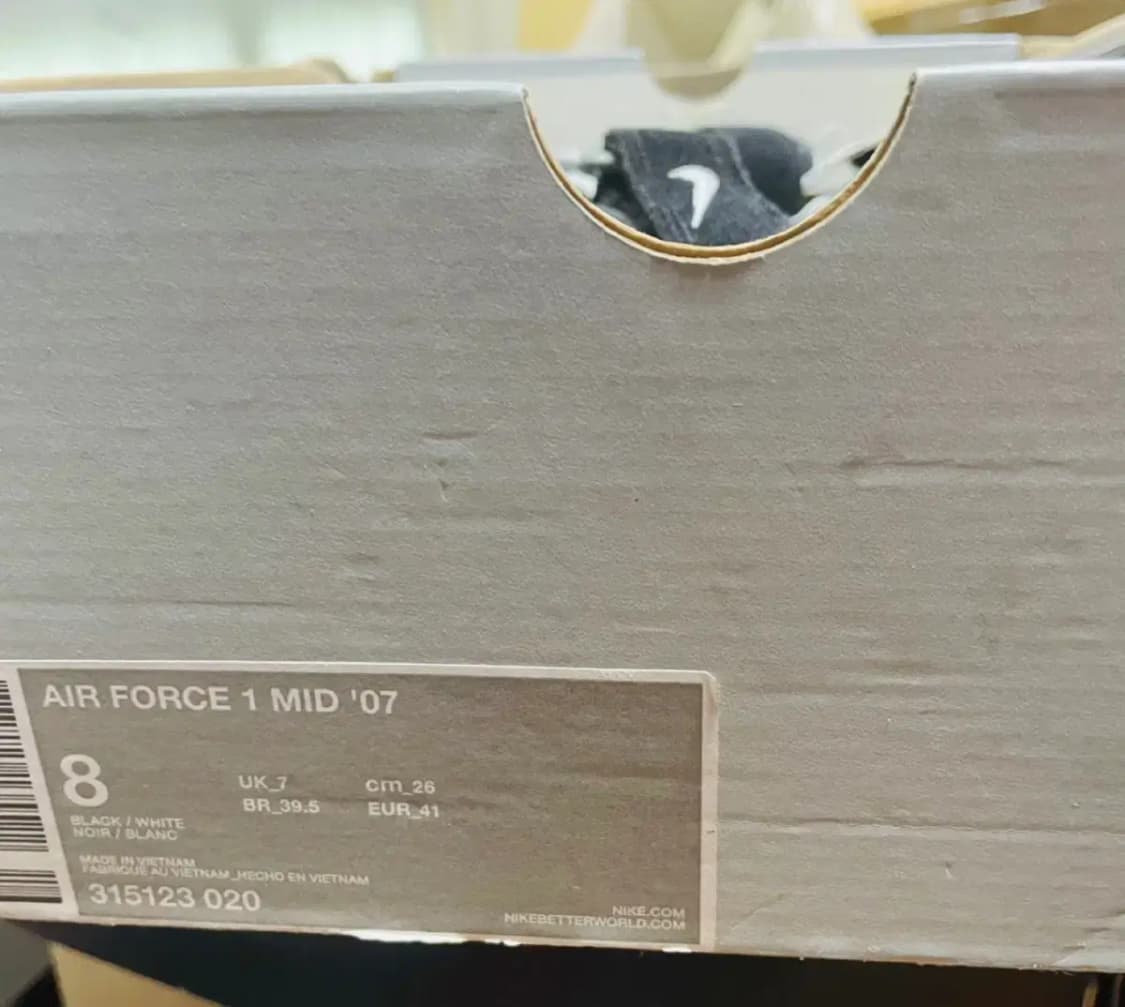 AIR FORCE 1 MID '07
8
UK_7 cm_26
BR_39.5 EUR_41
BLACK / WHITE
NOIR / BLANC
MADE IN VIETNAM
FABRIQUÉ AU VIETNAM_HECHO EN VIETNAM
315123 020
NIKE.COM
NIKEBETTERWORLD.COM